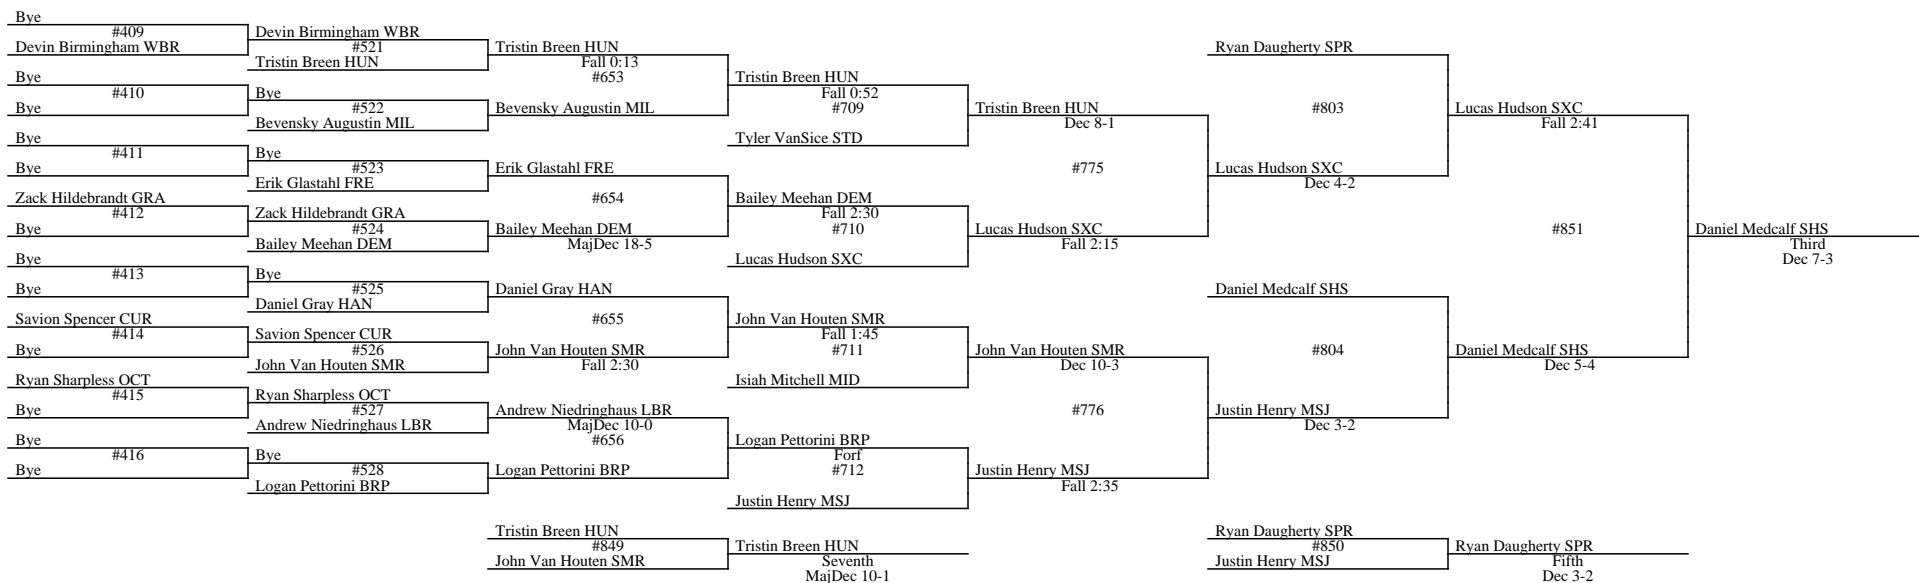 Bye
#409
Devin Birmingham WBR
Bye
#410
Bye
Bye
#411
Bye
Zack Hildebrandt GRA
#412
Bye
Bye
#413
Bye
Savion Spencer CUR
#414
Bye
Ryan Sharpless OCT
#415
Bye
Bye
#416
Bye
Devin Birmingham WBR
#521
Tristin Breen HUN
Bye
#522
Bevensky Augustin MIL
Bye
#523
Erik Glastahl FRE
Zack Hildebrandt GRA
#524
Bailey Meehan DEM
Bye
#525
Daniel Gray HAN
Savion Spencer CUR
#526
John Van Houten SMR
Ryan Sharpless OCT
#527
Andrew Niedringhaus LBR
Bye
#528
Logan Pettorini BRP
Tristin Breen HUN
Fall 0:13
#653
Bevensky Augustin MIL
Erik Glastahl FRE
#654
Bailey Meehan DEM
MajDec 18-5
Daniel Gray HAN
#655
John Van Houten SMR
Fall 2:30
Andrew Niedringhaus LBR
MajDec 10-0
#656
Logan Pettorini BRP
Tristin Breen HUN
Fall 0:52
#709
Tyler VanSice STD
Bailey Meehan DEM
Fall 2:30
#710
Lucas Hudson SXC
John Van Houten SMR
Fall 1:45
#711
Isiah Mitchell MID
Logan Pettorini BRP
Forf
#712
Justin Henry MSJ
Tristin Breen HUN
Dec 8-1
#775
Lucas Hudson SXC
Fall 2:15
John Van Houten SMR
Dec 10-3
#776
Justin Henry MSJ
Fall 2:35
Ryan Daugherty SPR
#803
Lucas Hudson SXC
Dec 4-2
Daniel Medcalf SHS
#804
Justin Henry MSJ
Dec 3-2
Lucas Hudson SXC
Fall 2:41
#851
Daniel Medcalf SHS
Dec 5-4
Daniel Medcalf SHS
Third
Dec 7-3
Tristin Breen HUN
#849
John Van Houten SMR
Tristin Breen HUN
Seventh
MajDec 10-1
Ryan Daugherty SPR
#850
Justin Henry MSJ
Ryan Daugherty SPR
Fifth
Dec 3-2